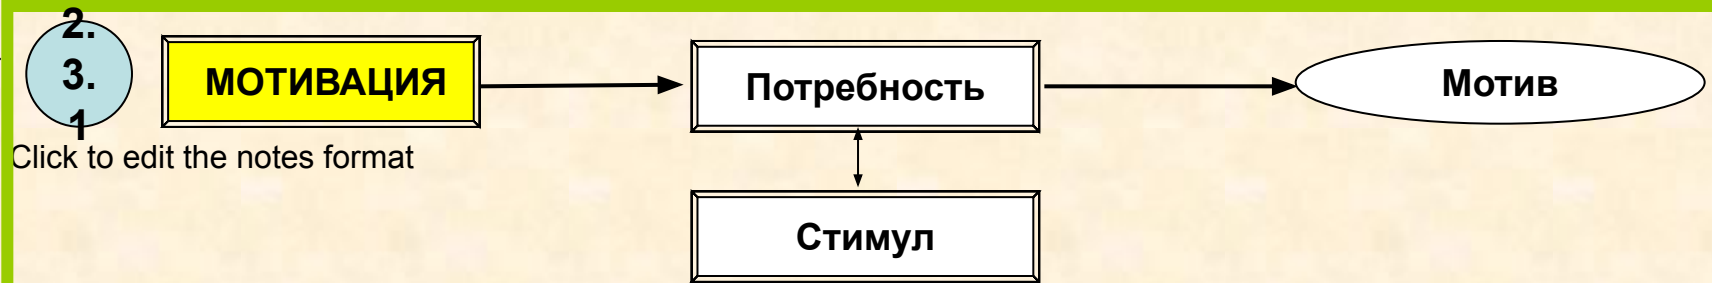 2.
3.
1
МОТИВАЦИЯ
Потребность
Мотив
Click to edit the notes format
Стимул